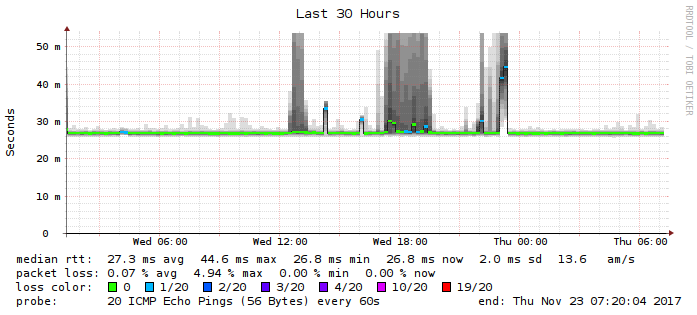 Last 30 Hours
RRDTOOL / TOBI OETIKER
Seconds
50 m
40 m
30 m
20 m
10 m
0
Wed 06:00 Wed 12:00 Wed 18:00 Thu 00:00 Thu 06:00
median rtt: 27.3 ms avg 44.6 ms max 26.8 ms min 26.8 ms now 2.0 ms sd 13.6 am/s
packet loss: 0.07 % avg 4.94 % max 0.00 % min 0.00 % now
loss color: 0 1/20 2/20 3/20 4/20 10/20 19/20
probe: 20 ICMP Echo Pings (56 Bytes) every 60s end: Thu Nov 23 07:20:04 2017